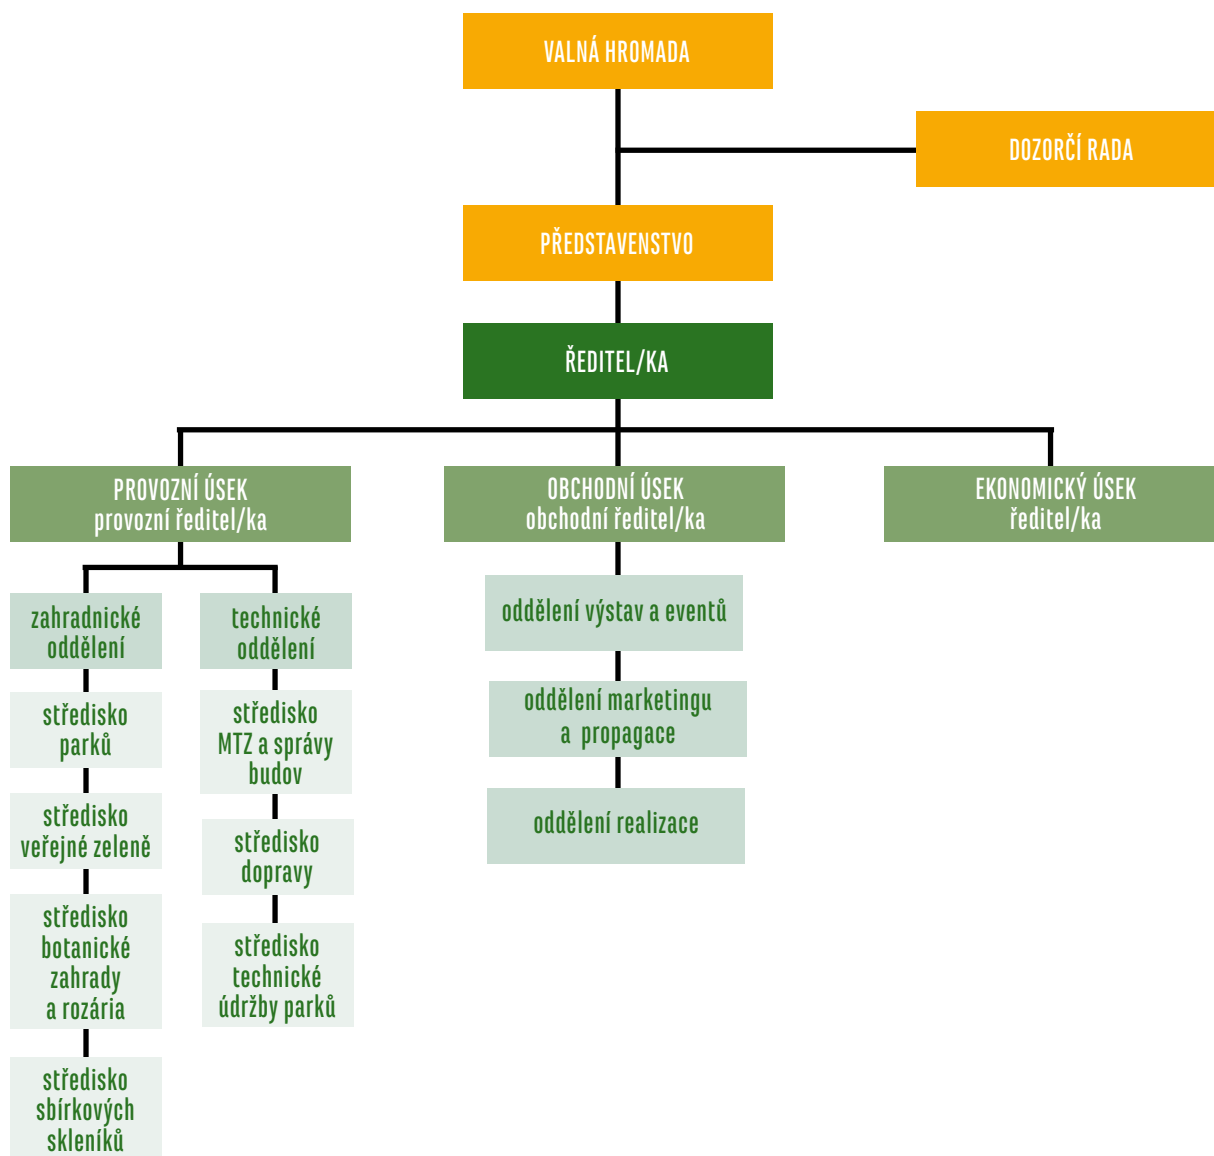 VALNÁ HROMADA
DOZORČÍ RADA
PŘEDSTAVENSTVO
ŘEDITEL/KA
PROVOZNÍ ÚSEK
provozní ředitel/ka
OBCHODNÍ ÚSEK
obchodní ředitel/ka
EKONOMICKÝ ÚSEK
ředitel/ka
zahradnické
oddělení
středisko
parků
středisko
veřejné zeleně
středisko
botanické
zahrady
a rozária
středisko
sbírkových
skleníků
technické
oddělení
středisko
MTZ a správy
budov
středisko
dopravy
středisko
technické
údržby parků
oddělení výstav a eventů
oddělení marketingu
a propagace
oddělení realizace